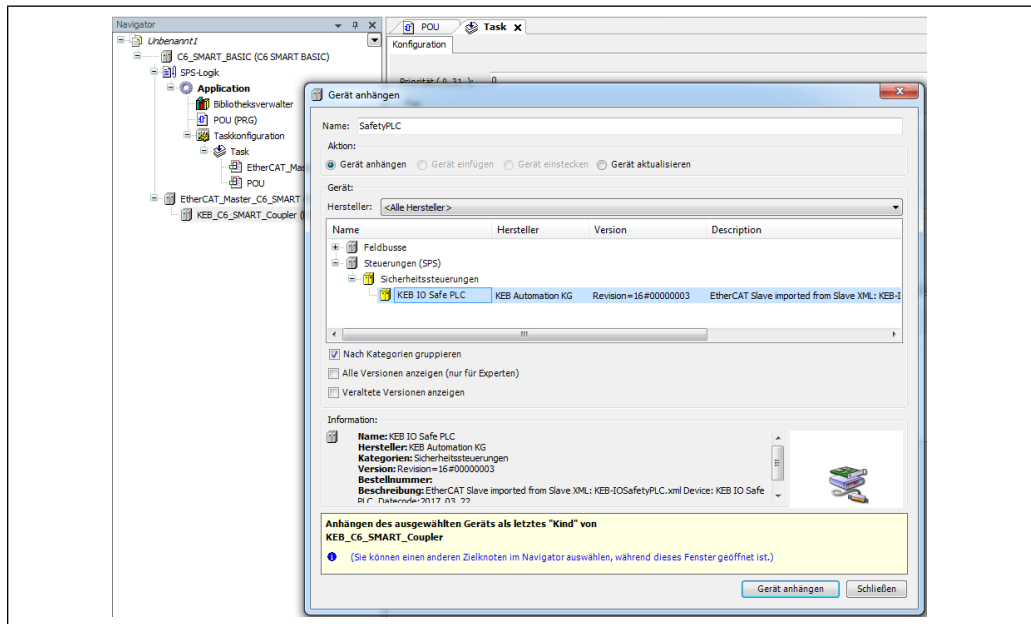 Navigator
Unbenannt1
C6_SMART_BASIC (C6 SMART BASIC)
SPS-Logik
Application
Bibliotheksverwalter
POU (PRG)
Taskkonfiguration
Task
EtherCAT_Mas
POU
EtherCAT_Master_C6_SMART
KEB_C6_SMART_Coupler (
POU
Task
Konfiguration
Priorität ( 0..31 ): 0
Gerät anhängen
Name: SafetyPLC
Aktion:
Gerät anhängen Gerät einfügen Gerät einstecken Gerät aktualisieren
Gerät:
Hersteller: <Alle Hersteller>
Name Hersteller Version Description
Feldbusse
Steuerungen (SPS)
Sicherheitssteuerungen
KEB IO Safe PLC KEB Automation KG Revision=16#00000003 EtherCAT Slave imported from Slave XML: KEB-I
Nach Kategorien gruppieren
Alle Versionen anzeigen (nur für Experten)
Veraltete Versionen anzeigen
Information:
Name: KEB IO Safe PLC
Hersteller: KEB Automation KG
Kategorien: Sicherheitssteuerungen
Version: Revision=16#00000003
Bestellnummer:
Beschreibung: EtherCAT Slave imported from Slave XML: KEB-IOSafetyPLC.xml Device: KEB IO Safe
PLC, Datecode:2017_03_22
Anhängen des ausgewählten Geräts als letztes "Kind" von
KEB_C6_SMART_Coupler
(Sie können einen anderen Zielknoten im Navigator auswählen, während dieses Fenster geöffnet ist.)
Gerät anhängen Schließen